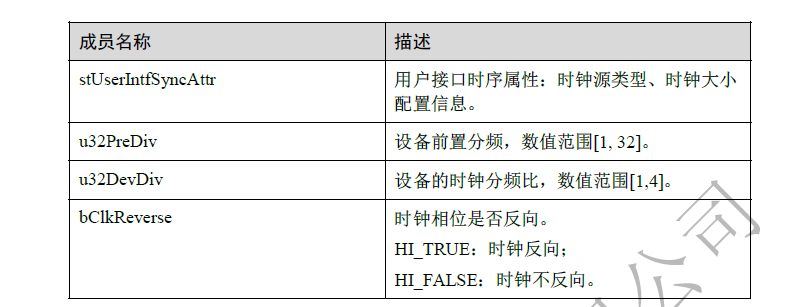 成员名称 描述
stUserIntfSyncAttr 用户接口时序属性：时钟源类型、时钟大小
配置信息。
u32PreDiv 设备前置分频，数值范围[1, 32]。
u32DevDiv 设备的时钟分频比，数值范围[1,4]。
bClkReverse 时钟相位是否反向。
HI_TRUE：时钟反向；
HI_FALSE：时钟不反向。
公司